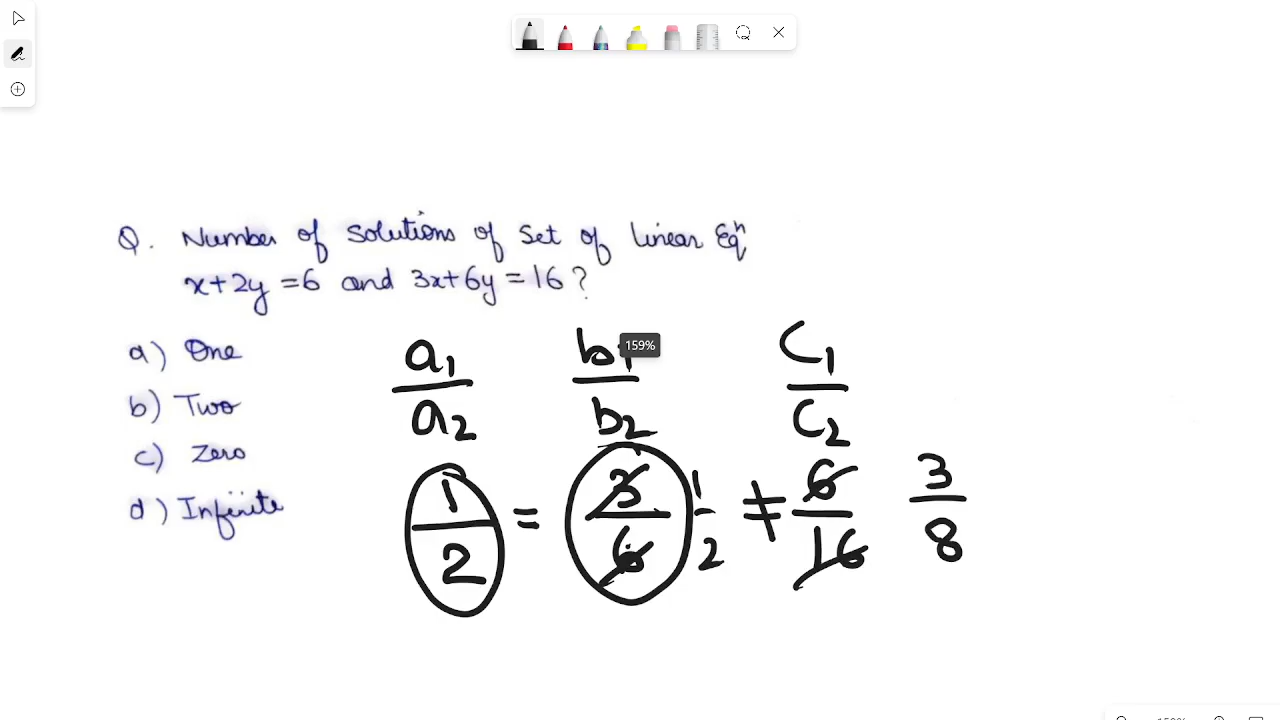 Q. Number of Solutions of Set of linear Eqⁿ
x+2y =6 and 3x+6y =16 ?
a) One
b) Two
c) Zero
d) Infinite
a1/a2 b1/b2 C1/C2
159%
1/2 = 3/6 1/2 ≠ 6/16 3/8